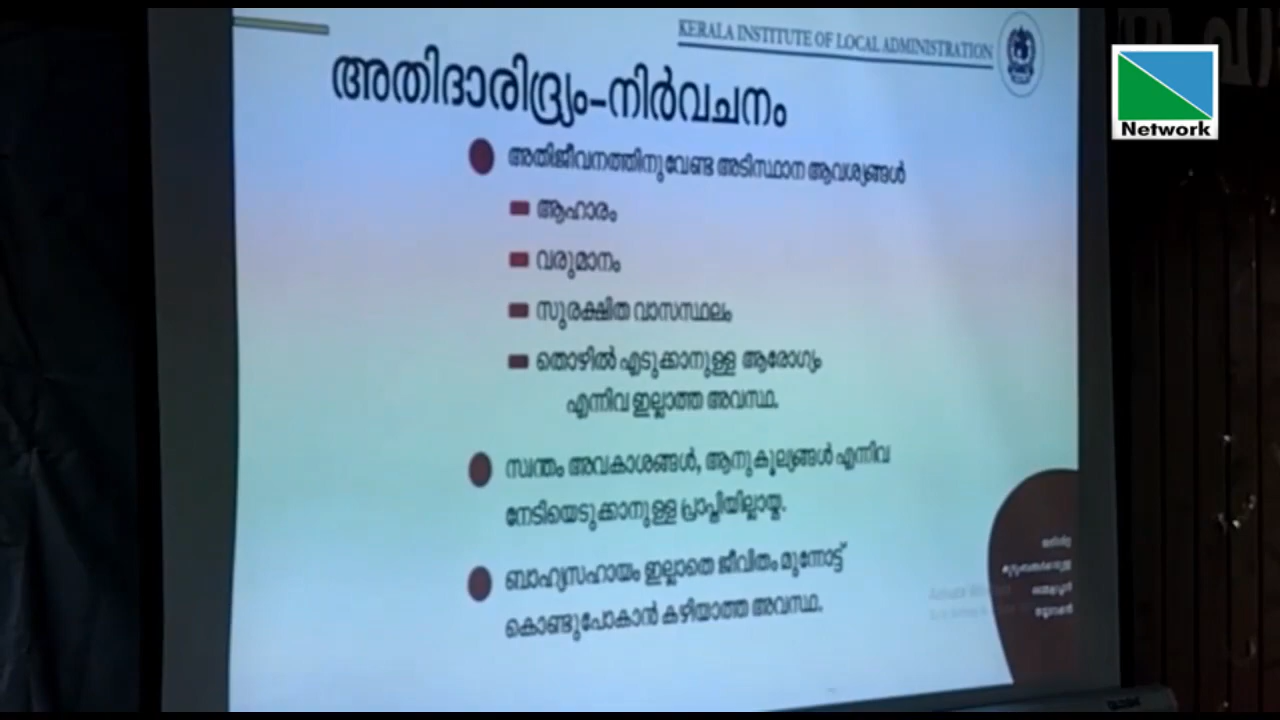 KERALA INSTITUTE OF LOCAL ADMINISTRATION
അതിദാരിദ്ര്യം-നിർവചനം
Network
അതിജീവനത്തിനുവേണ്ട അടിസ്ഥാന ആവശ്യങ്ങൾ
ആഹാരം
വരുമാനം
സുരക്ഷിത വാസസ്ഥലം
തൊഴിൽ എടുക്കാനുള്ള ആരോഗ്യം
എന്നിവ ഇല്ലാത്ത അവസ്ഥ.
സ്വന്തം അവകാശങ്ങൾ, ആനുകൂല്യങ്ങൾ എന്നിവ
നേടിയെടുക്കാനുള്ള പ്രാപ്തിയില്ലായ്മ.
ബാഹ്യസഹായം ഇല്ലാതെ ജീവിതം മുന്നോട്ട്
കൊണ്ടുപോകാൻ കഴിയാത്ത അവസ്ഥ.